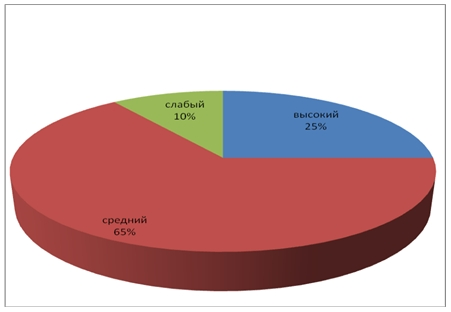 слабый
10%
высокий
25%
средний
65%